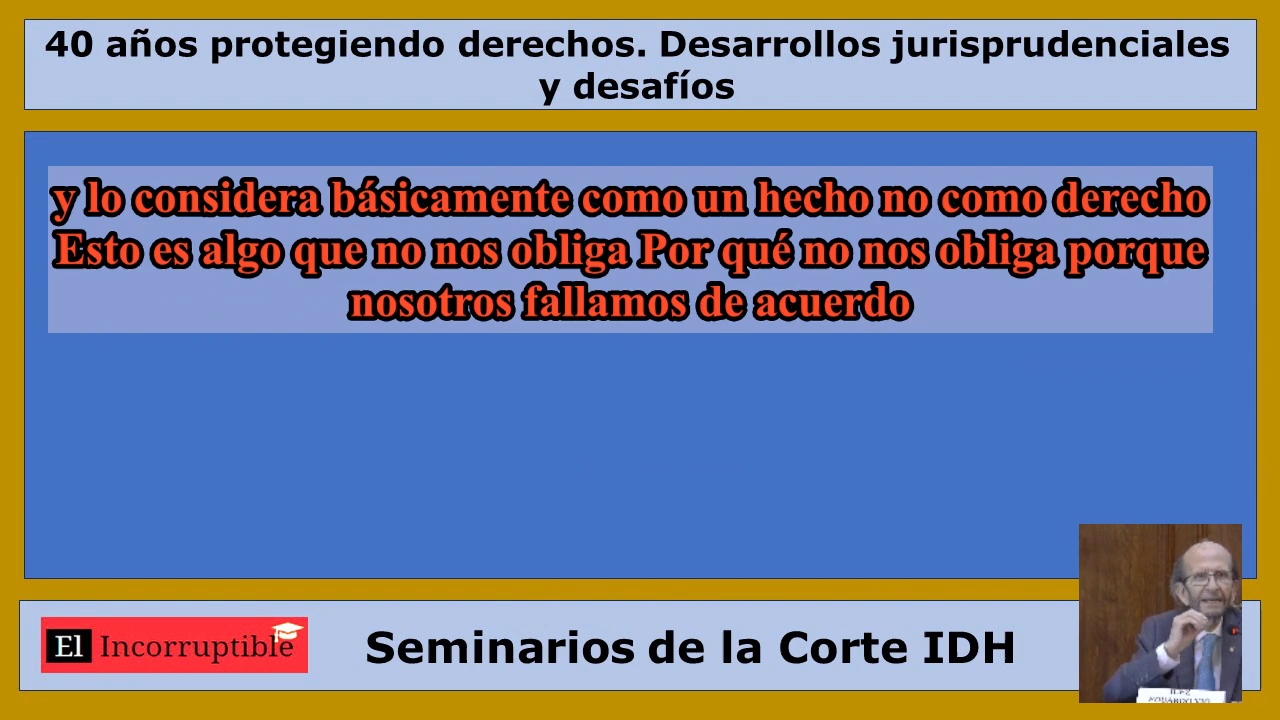 40 años protegiendo derechos. Desarrollos jurisprudenciales
y desafíos
y lo considera básicamente como un hecho no como derecho
Esto es algo que no nos obliga Por qué no nos obliga porque
nosotros fallamos de acuerdo
El Incorruptible
Seminarios de la Corte IDH